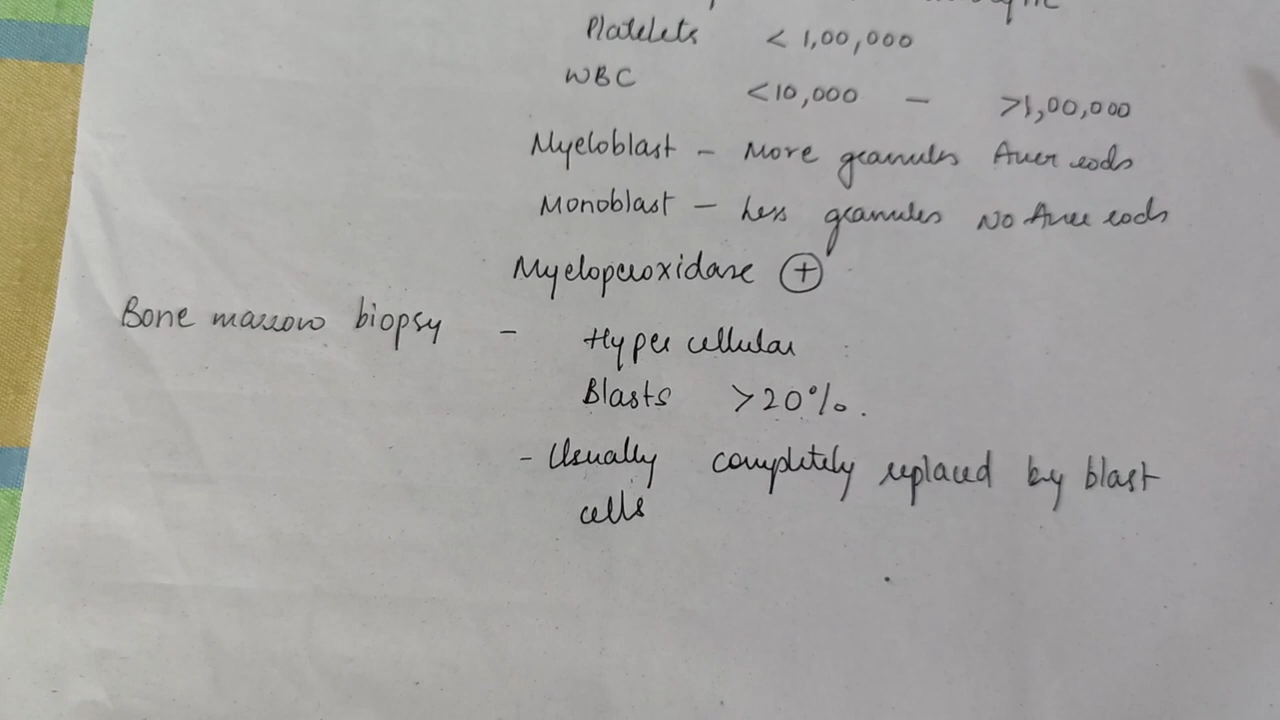 Platelets < 1,00,000
WBC <10,000 - >1,00,000
Myeloblast - More granules Auer rods
Monoblast - Less granules No Auer rods
Myeloperoxidase (+)
Bone marrow biopsy - Hyper cellular
Blasts >20%.
- Usually completely replaced by blast
cells